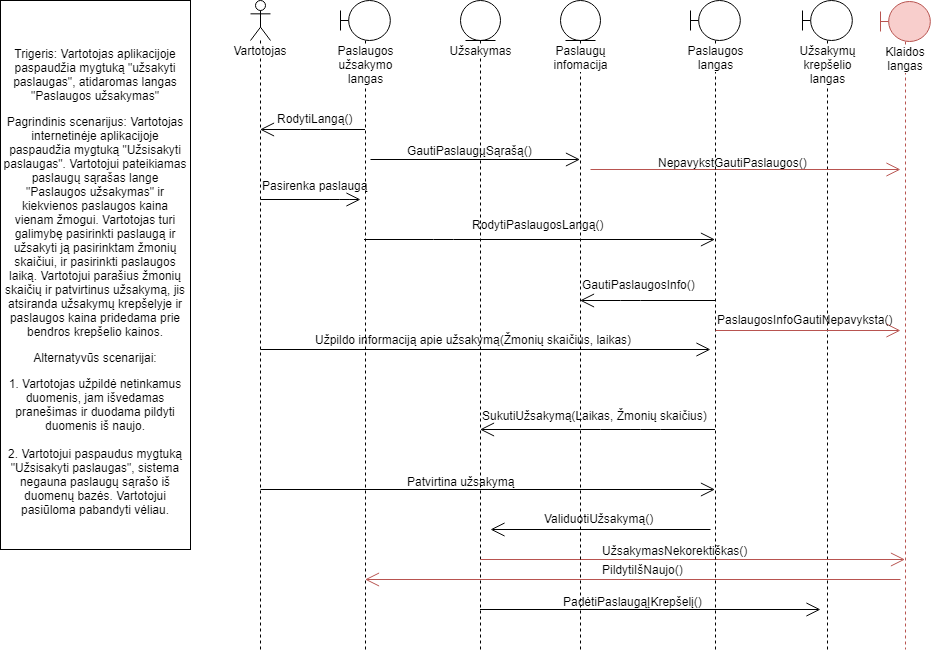 Trigeris: Vartotojas aplikacijoje
paspaudžia mygtuką "užsakyti
paslaugas", atidaromas langas
"Paslaugos užsakymas"
Pagrindinis scenarijus: Vartotojas
internetinėje aplikacijoje
paspaudžia mygtuką "Užsisakyti
paslaugas". Vartotojui pateikiamas
paslaugų sąrašas lange
"Paslaugos užsakymas" ir
kiekvienos paslaugos kaina
vienam žmogui. Vartotojas turi
galimybę pasirinkti paslaugą ir
užsakyti ją pasirinktam žmonių
skaičiui, ir pasirinkti paslaugos
laiką. Vartotojui parašius žmonių
skaičių ir patvirtinus užsakymą, jis
atsiranda užsakymų krepšelyje ir
paslaugos kaina pridedama prie
bendros krepšelio kainos.
Alternatyvūs scenarijai:
1. Vartotojas užpildė netinkamus
duomenis, jam išvedamas
pranešimas ir duodama pildyti
duomenis iš naujo.
2. Vartotojui paspaudus mygtuką
"Užsisakyti paslaugas", sistema
negauna paslaugų sąrašo iš
duomenų bazės. Vartotojui
pasiūloma pabandyti vėliau.
Vartotojas
Paslaugos
užsakymo
langas
Užsakymas
Paslaugų
infomacija
Paslaugos
langas
Užsakymų
krepšelio
langas
Klaidos
langas
RodytiLangą()
GautiPaslaugųSąrašą()
NepavykstGautiPaslaugos()
Pasirenka paslaugą
RodytiPaslaugosLangą()
GautiPaslaugosInfo()
PaslaugosInfoGautiNepavyksta()
Užpildo informaciją apie užsakymą(Žmonių skaičius, laikas)
SukutiUžsakymą(Laikas, Žmonių skaičius)
Patvirtina užsakymą
ValiduotiUžsakymą()
UžsakymasNekorektiškas()
PildytiIšNaujo()
PadėtiPaslaugąĮKrepšelį()